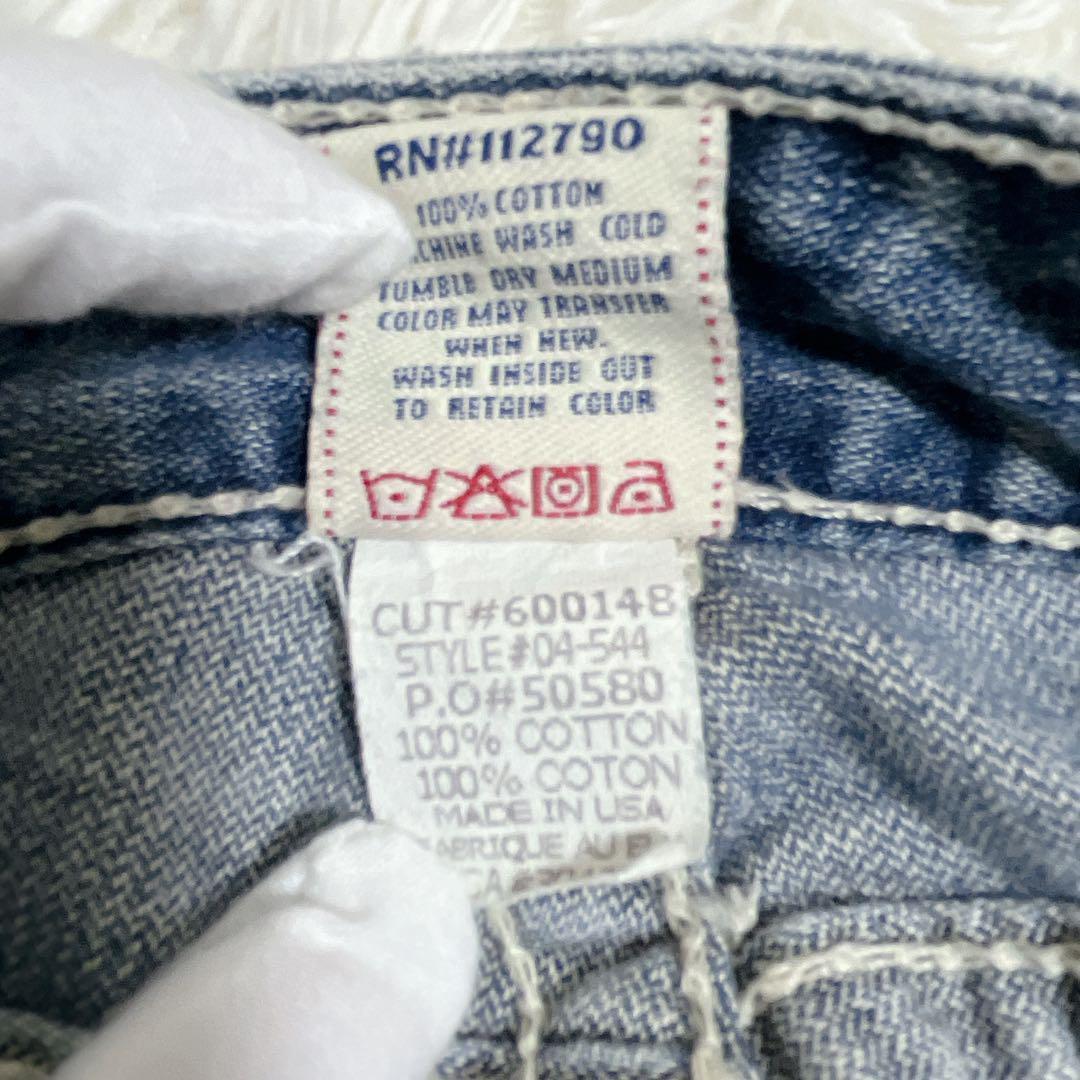 RN#112790
100% COTTON
WASH COLD
TUMBLE DRY MEDIUM
COLOR MAY TRANSFER
WHEN NEW.
WASH INSIDE OUT
TO RETAIN COLOR
CUT#600148
STYLE#04-544
P.O#50580
100% COTTON
100% COTON
MADE IN USA
AU